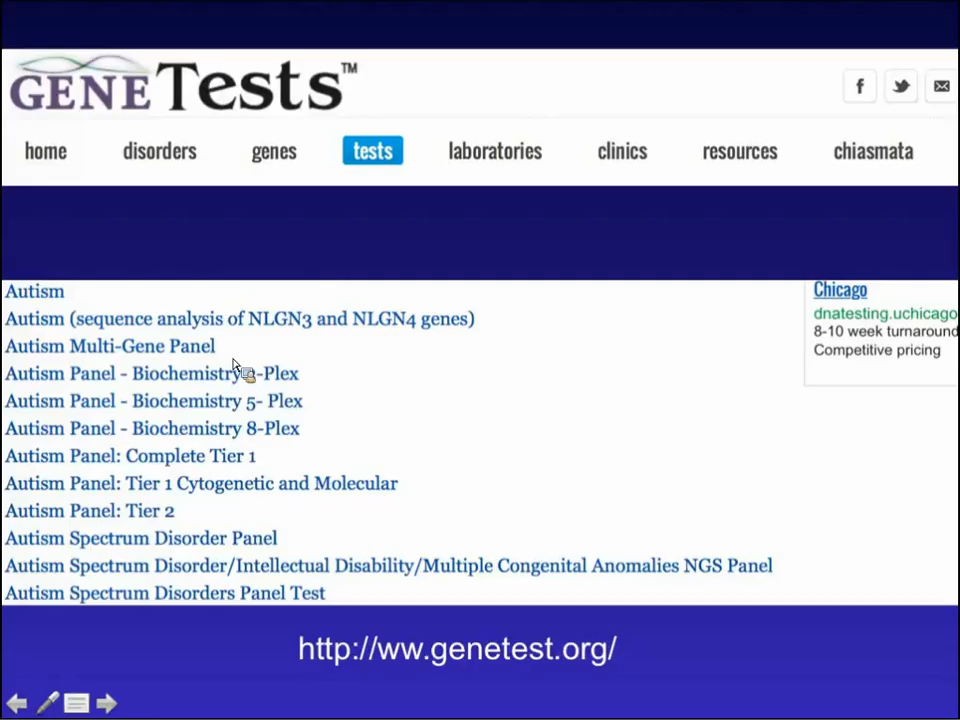 GENETests™
home disorders genes tests laboratories clinics resources chiasmata
Autism
Autism (sequence analysis of NLGN3 and NLGN4 genes)
Autism Multi-Gene Panel
Autism Panel - Biochemistry -Plex
Autism Panel - Biochemistry 5- Plex
Autism Panel - Biochemistry 8-Plex
Autism Panel: Complete Tier 1
Autism Panel: Tier 1 Cytogenetic and Molecular
Autism Panel: Tier 2
Autism Spectrum Disorder Panel
Autism Spectrum Disorder/Intellectual Disability/Multiple Congenital Anomalies NGS Panel
Autism Spectrum Disorders Panel Test
Chicago
dnatesting.uchicago
8-10 week turnaround
Competitive pricing
http://ww.genetest.org/